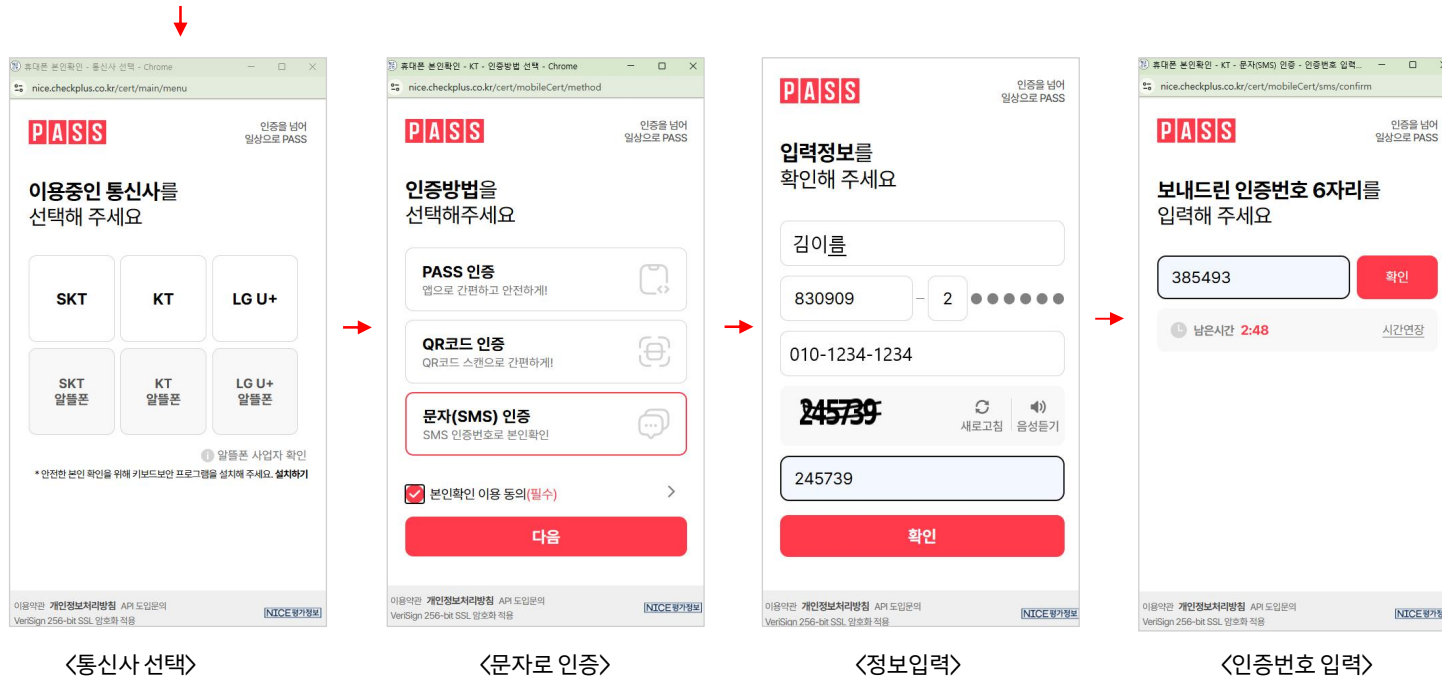 휴대폰 본인확인 - 통신사 선택 - Chrome
nice.checkplus.co.kr/cert/main/menu
PASS
인증을 넘어
일상으로 PASS
이용중인 통신사를
선택해 주세요
SKT
KT
LG U+
SKT
알뜰폰
KT
알뜰폰
LG U+
알뜰폰
알뜰폰 사업자 확인
* 안전한 본인 확인을 위해 키보드보안 프로그램을 설치해 주세요. 설치하기
이용약관 개인정보처리방침 API 도입문의
VeriSign 256-bit SSL 암호화 적용
NICE평가정보
<통신사 선택>
휴대폰 본인확인 - KT - 인증방법 선택 - Chrome
nice.checkplus.co.kr/cert/mobileCert/method
PASS
인증을 넘어
일상으로 PASS
인증방법을
선택해주세요
PASS 인증
앱으로 간편하고 안전하게!
QR코드 인증
QR코드 스캔으로 간편하게!
문자(SMS) 인증
SMS 인증번호로 본인확인
본인확인 이용 동의(필수)
다음
이용약관 개인정보처리방침 API 도입문의
VeriSign 256-bit SSL 암호화 적용
NICE평가정보
<문자로 인증>
PASS
인증을 넘어
일상으로 PASS
입력정보를
확인해 주세요
김이름
830909 - 2 ●●●●●●
010-1234-1234
245739
새로고침
음성듣기
245739
확인
이용약관 개인정보처리방침 API 도입문의
VeriSign 256-bit SSL 암호화 적용
NICE평가정보
<정보입력>
휴대폰 본인확인 - KT - 문자(SMS) 인증 - 인증번호 입력...
nice.checkplus.co.kr/cert/mobileCert/sms/confirm
PASS
인증을 넘어
일상으로 PASS
보내드린 인증번호 6자리를
입력해 주세요
385493
확인
남은시간 2:48
시간연장
이용약관 개인정보처리방침 API 도입문의
VeriSign 256-bit SSL 암호화 적용
NICE평가정
<인증번호 입력>